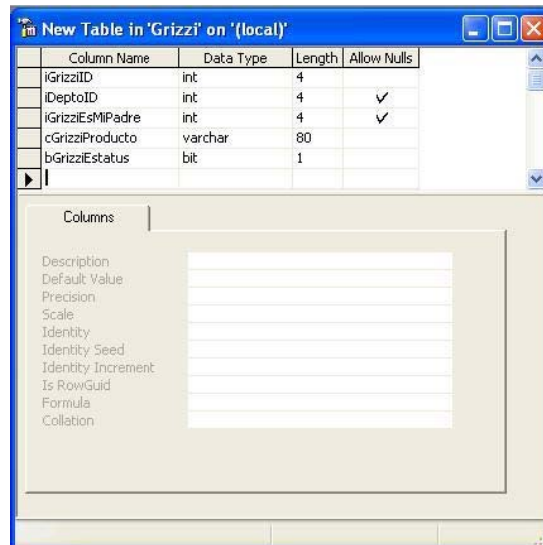 New Table in 'Grizzi' on '(local)'
Column Name Data Type Length Allow Nulls
iGrizziID int 4
iDeptoID int 4 ✓
iGrizziEsMiPadre int 4 ✓
cGrizziProducto varchar 80
bGrizziEstatus bit 1
Columns
Description
Default Value
Precision
Scale
Identity
Identity Seed
Identity Increment
Is RowGuid
Formula
Collation